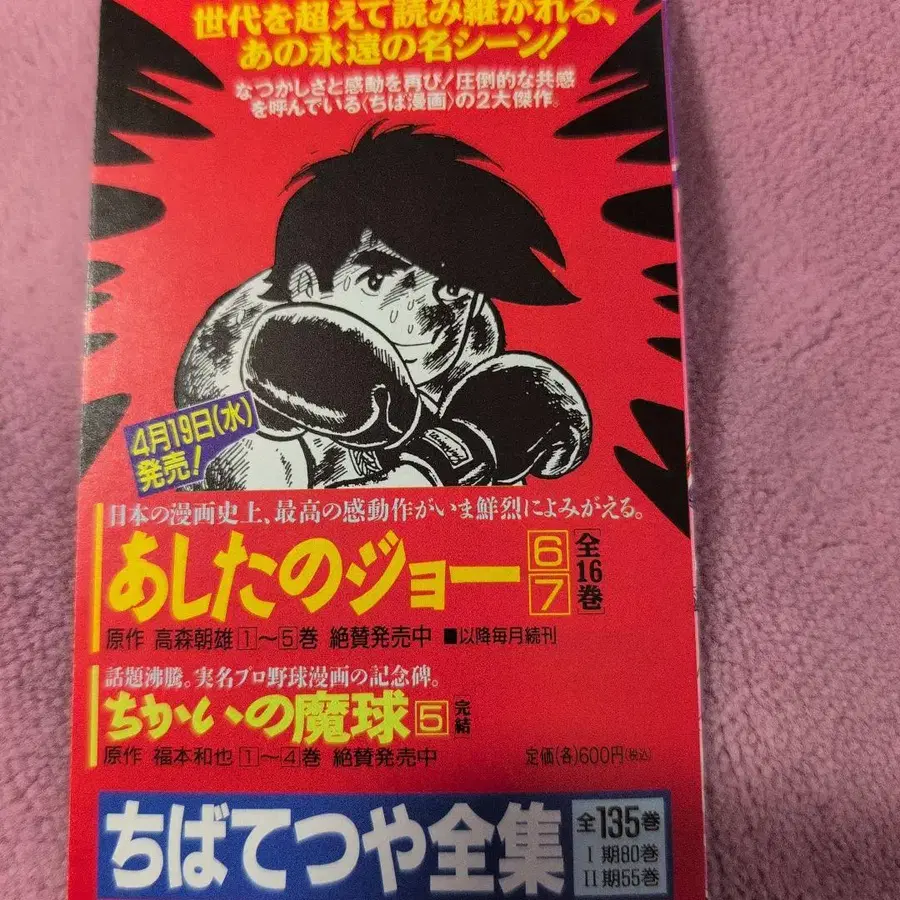 世代を超えて読み継がれる、
あの永遠の名シーン!
なつかしさと感動を再び!圧倒的な共感
を呼んでいる〈ちば漫画〉の2大傑作。
4月19日(水)
発売!
日本の漫画史上、最高の感動作がいま鮮烈によみがえる。
あしたのジョー 6 7 [全16巻]
原作 高森朝雄 1〜5巻 絶賛発売中 ■以降毎月続刊
話題沸騰。実名プロ野球漫画の記念碑。
ちかいの魔球 5 [完結]
原作 福本和也 1〜4巻 絶賛発売中 定価(各)600円(税込)
ちばてつや全集
全135巻
I期80巻
II期55巻